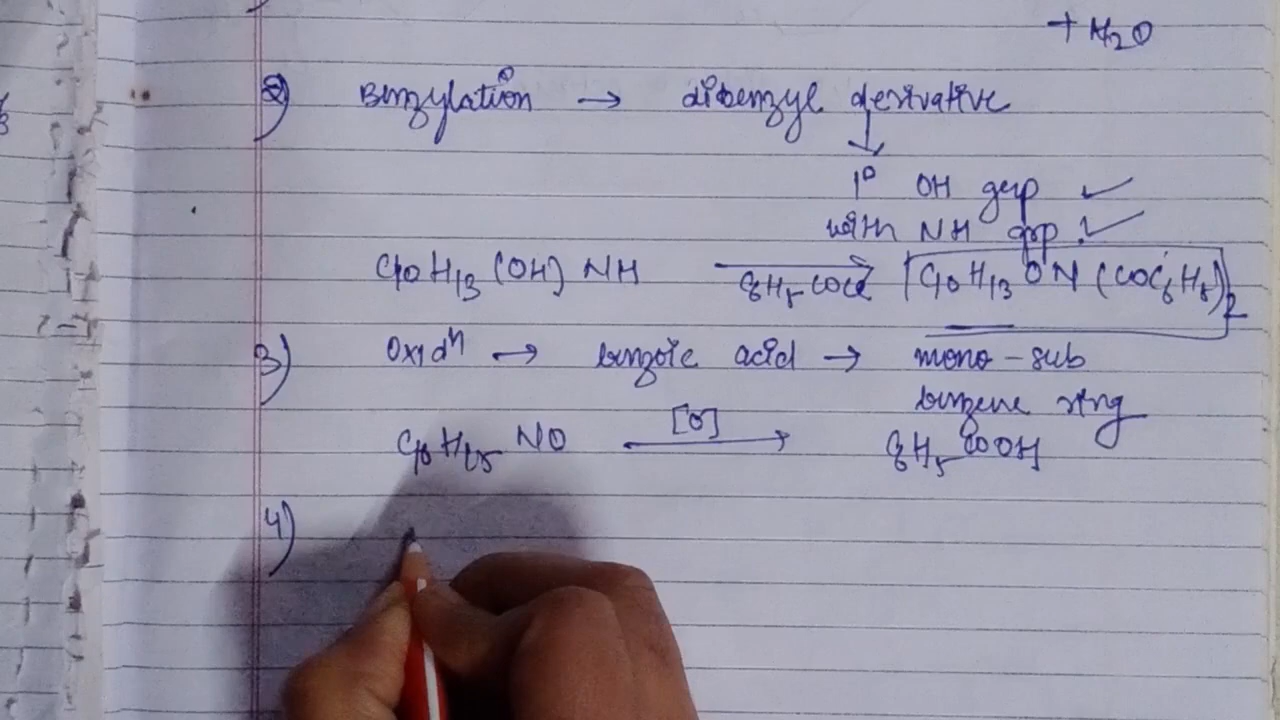 + H₂O
2) Benzylation → dibenzyl derivative
↓
1° OH grp ✓
with NH grp. ✓
C₁₀H₁₃(OH) NH →C₆H₅COCl C₁₀H₁₃ON(COC₆H₅)₂
3) Oxidⁿ → benzoic acid → mono-sub
benzene ring
C₁₀H₁₅NO →[O] C₆H₅COOH
4)